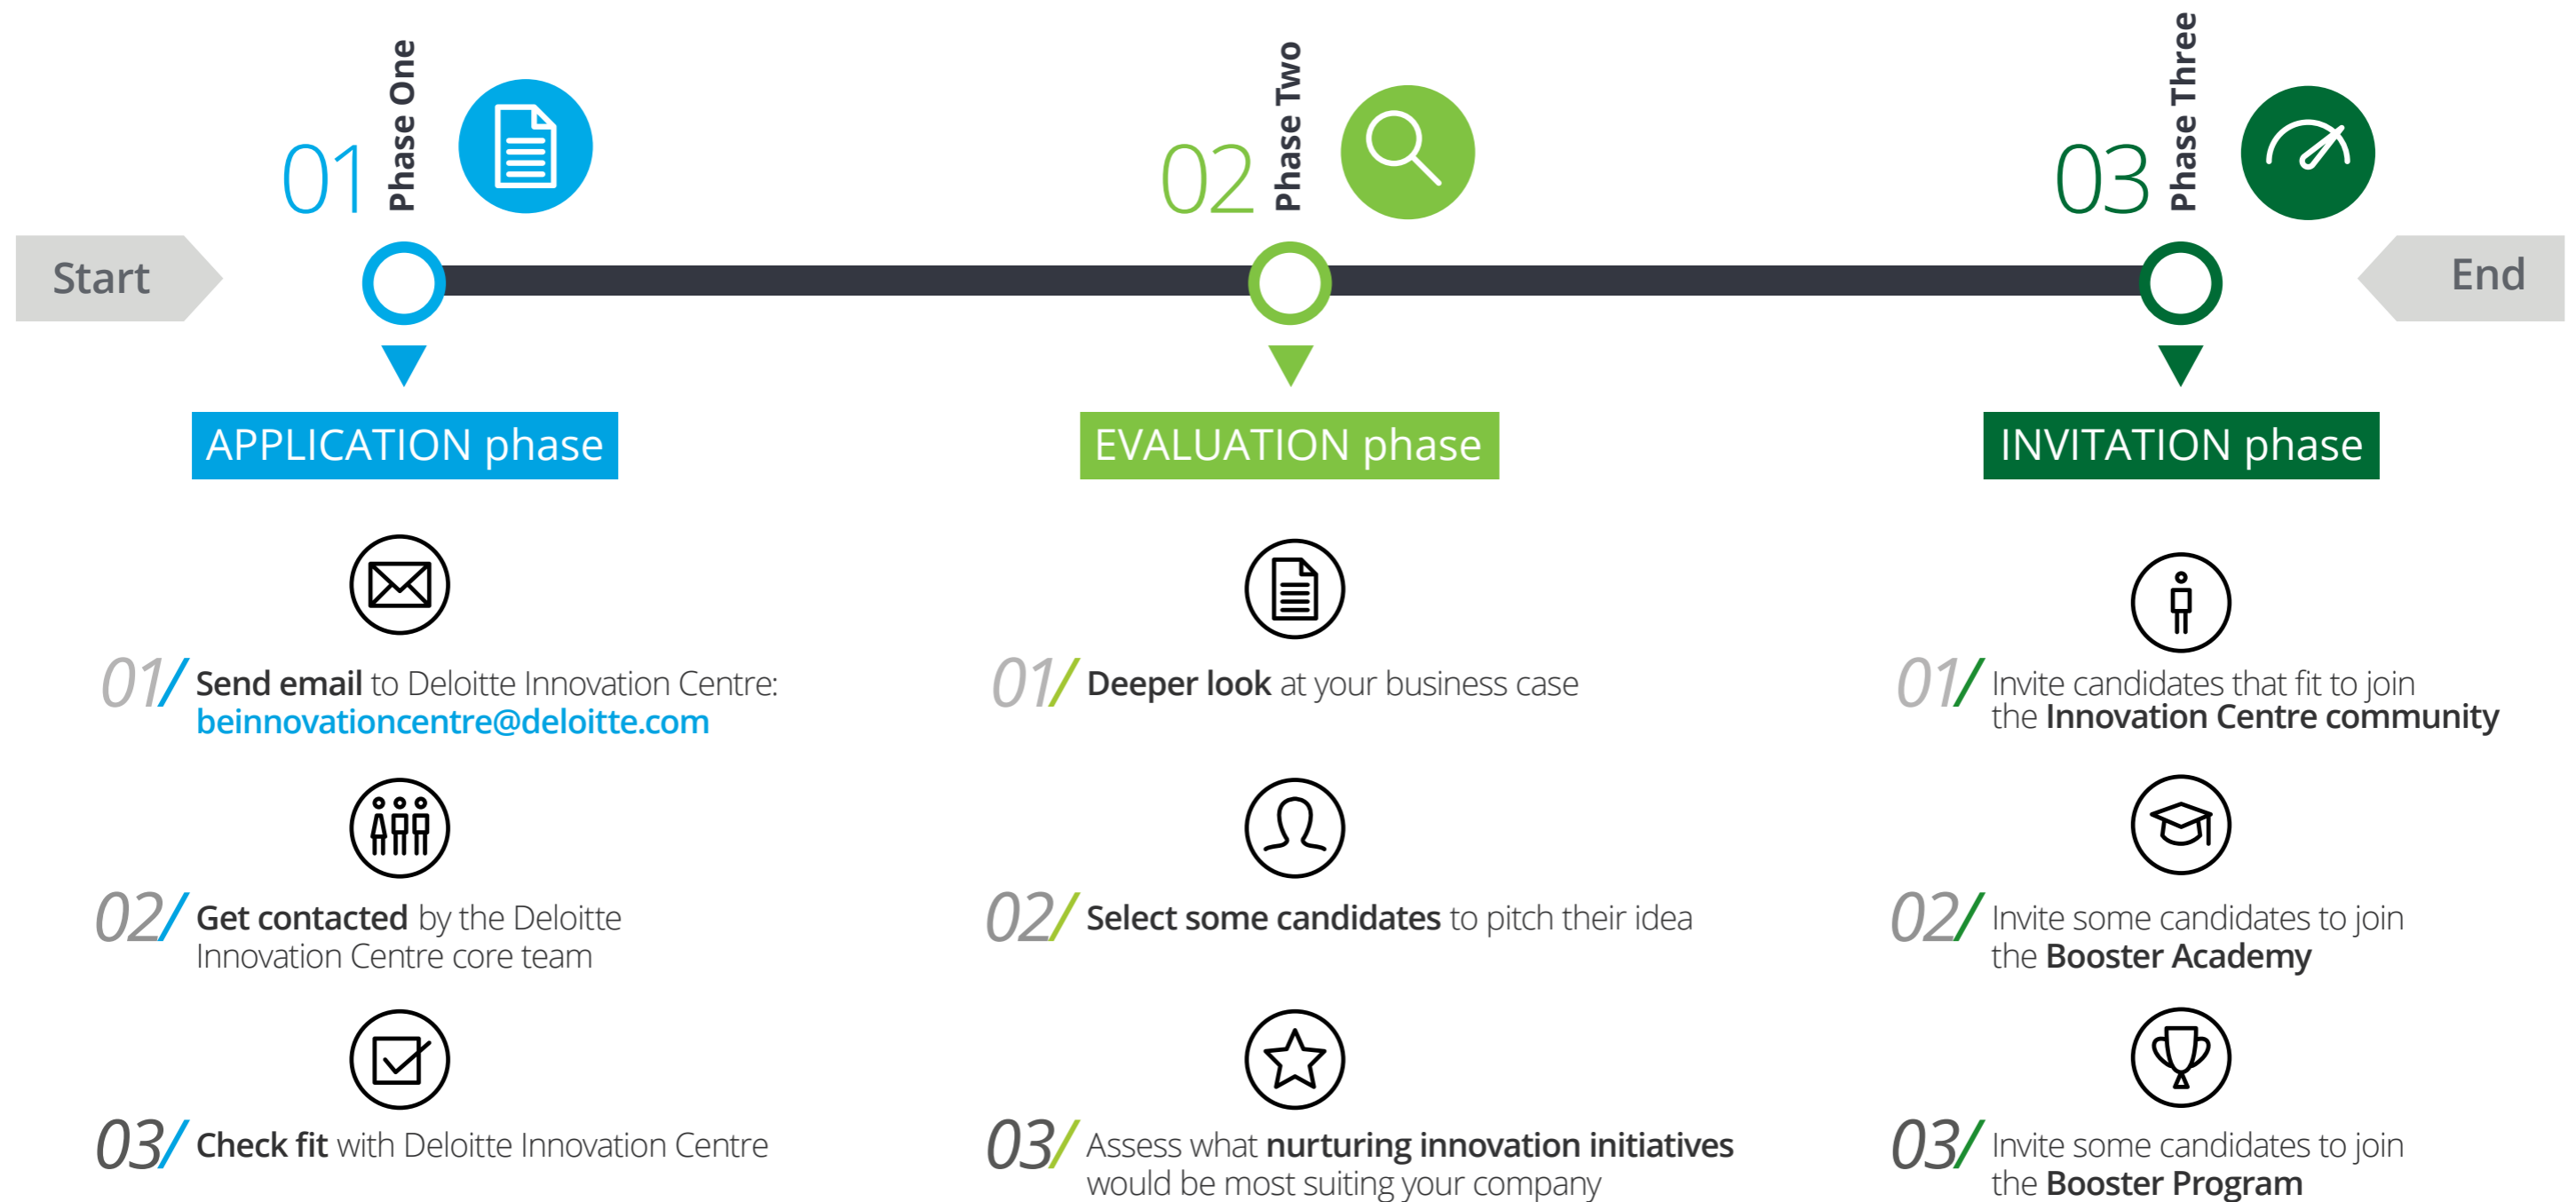 Start
01 Phase One
02 Phase Two
03 Phase Three
End
APPLICATION phase
01/ Send email to Deloitte Innovation Centre:
beinnovationcentre@deloitte.com
02/ Get contacted by the Deloitte
Innovation Centre core team
03/ Check fit with Deloitte Innovation Centre
EVALUATION phase
01/ Deeper look at your business case
02/ Select some candidates to pitch their idea
03/ Assess what nurturing innovation initiatives
would be most suiting your company
INVITATION phase
01/ Invite candidates that fit to join
the Innovation Centre community
02/ Invite some candidates to join
the Booster Academy
03/ Invite some candidates to join
the Booster Program